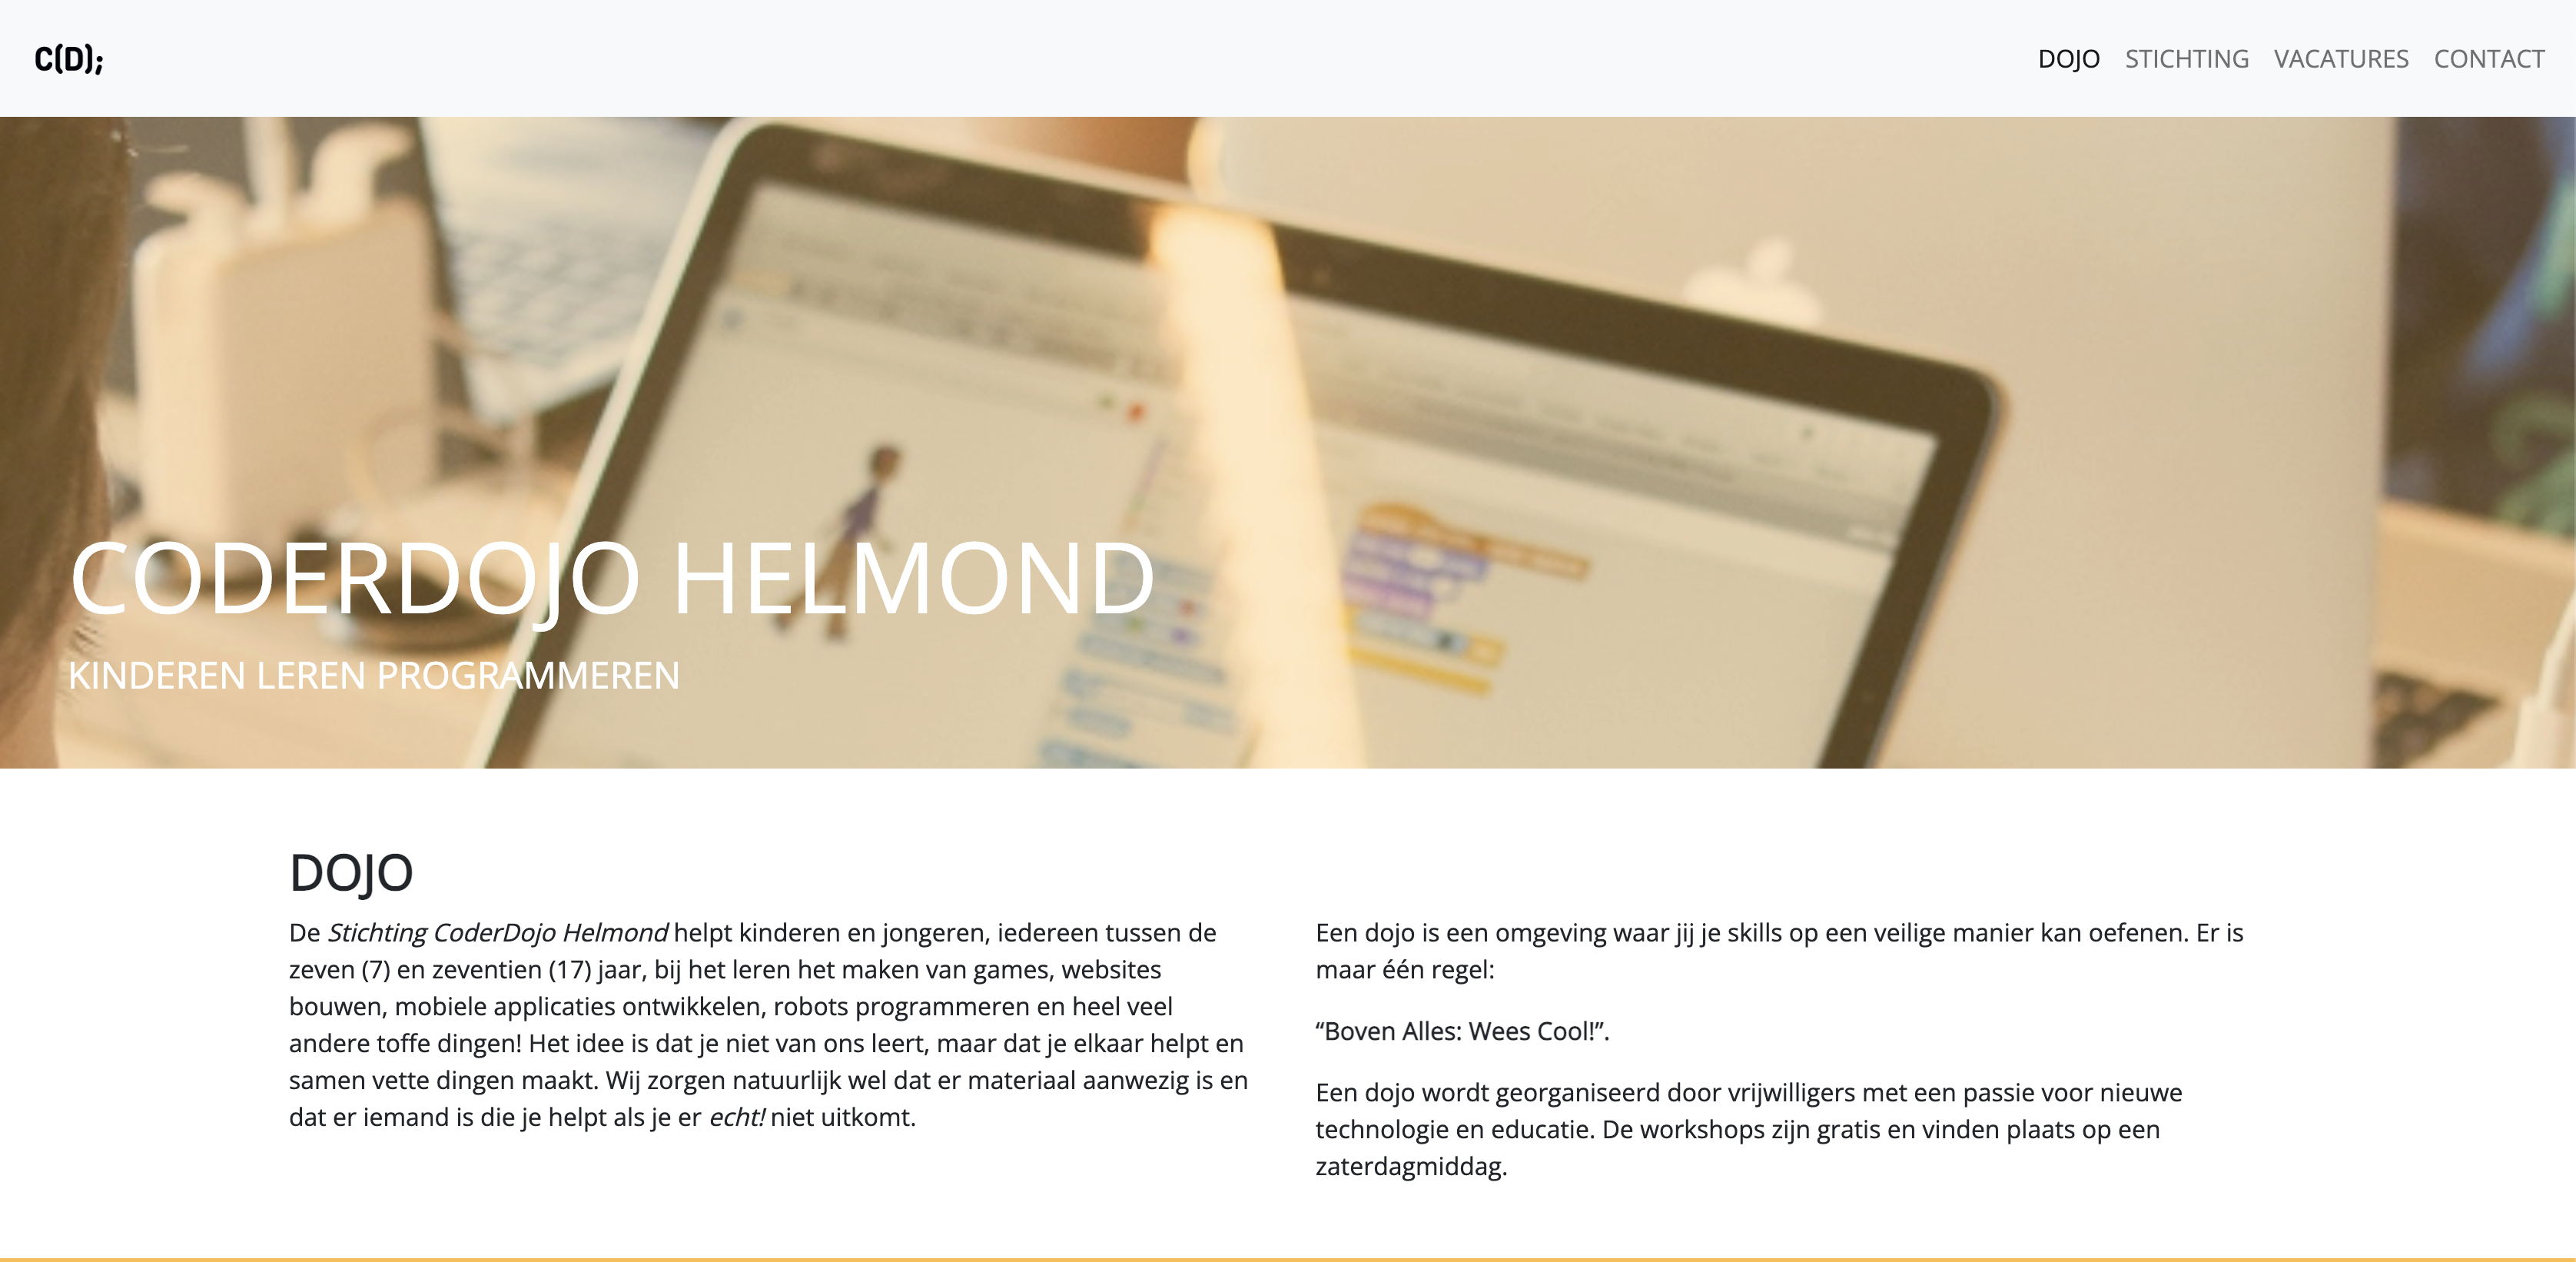 C(D);
DOJO STICHTING VACATURES CONTACT
CODERDOJO HELMOND
KINDEREN LEREN PROGRAMMEREN
DOJO
De Stichting CoderDojo Helmond helpt kinderen en jongeren, iedereen tussen de
zeven (7) en zeventien (17) jaar, bij het leren het maken van games, websites
bouwen, mobiele applicaties ontwikkelen, robots programmeren en heel veel
andere toffe dingen! Het idee is dat je niet van ons leert, maar dat je elkaar helpt en
samen vette dingen maakt. Wij zorgen natuurlijk wel dat er materiaal aanwezig is en
dat er iemand is die je helpt als je er echt! niet uitkomt.
Een dojo is een omgeving waar jij je skills op een veilige manier kan oefenen. Er is
maar één regel:
“Boven Alles: Wees Cool!”.
Een dojo wordt georganiseerd door vrijwilligers met een passie voor nieuwe
technologie en educatie. De workshops zijn gratis en vinden plaats op een
zaterdagmiddag.